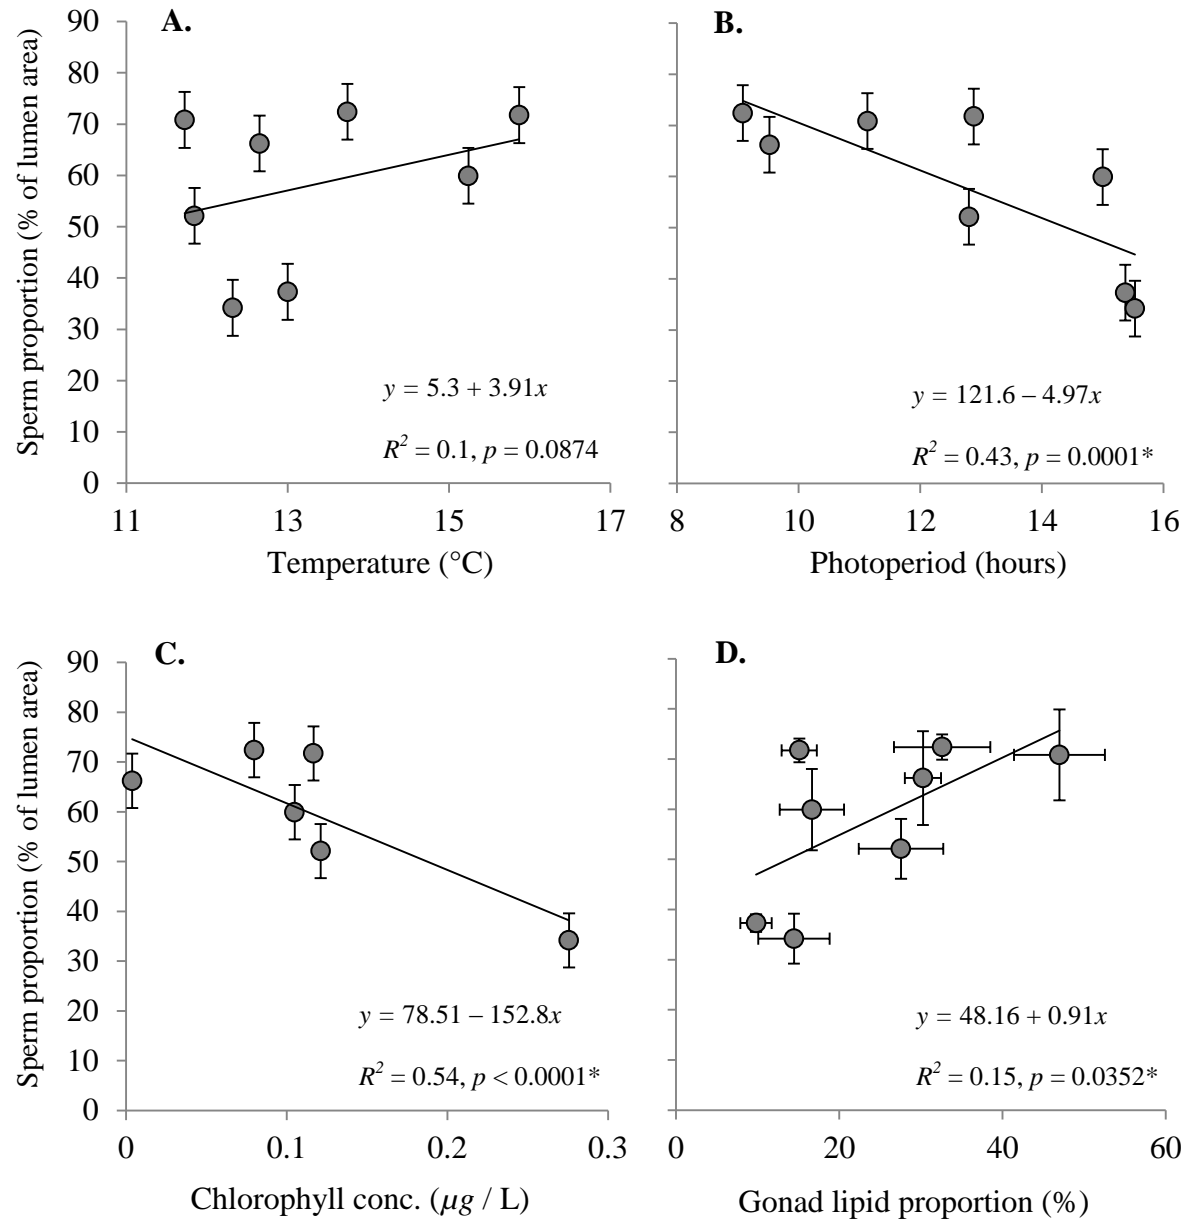 A.
B.
Sperm proportion (% of lumen area)
90
80
70
60
50
40
30
20
10
0
y = 5.3 + 3.91x
R² = 0.1, p = 0.0874
11 13 15 17
Temperature (°C)
y = 121.6 – 4.97x
R² = 0.43, p = 0.0001*
8 10 12 14 16
Photoperiod (hours)
C.
D.
Sperm proportion (% of lumen area)
90
80
70
60
50
40
30
20
10
0
y = 78.51 – 152.8x
R² = 0.54, p < 0.0001*
0 0.1 0.2 0.3
Chlorophyll conc. (µg / L)
y = 48.16 + 0.91x
R² = 0.15, p = 0.0352*
0 20 40 60
Gonad lipid proportion (%)